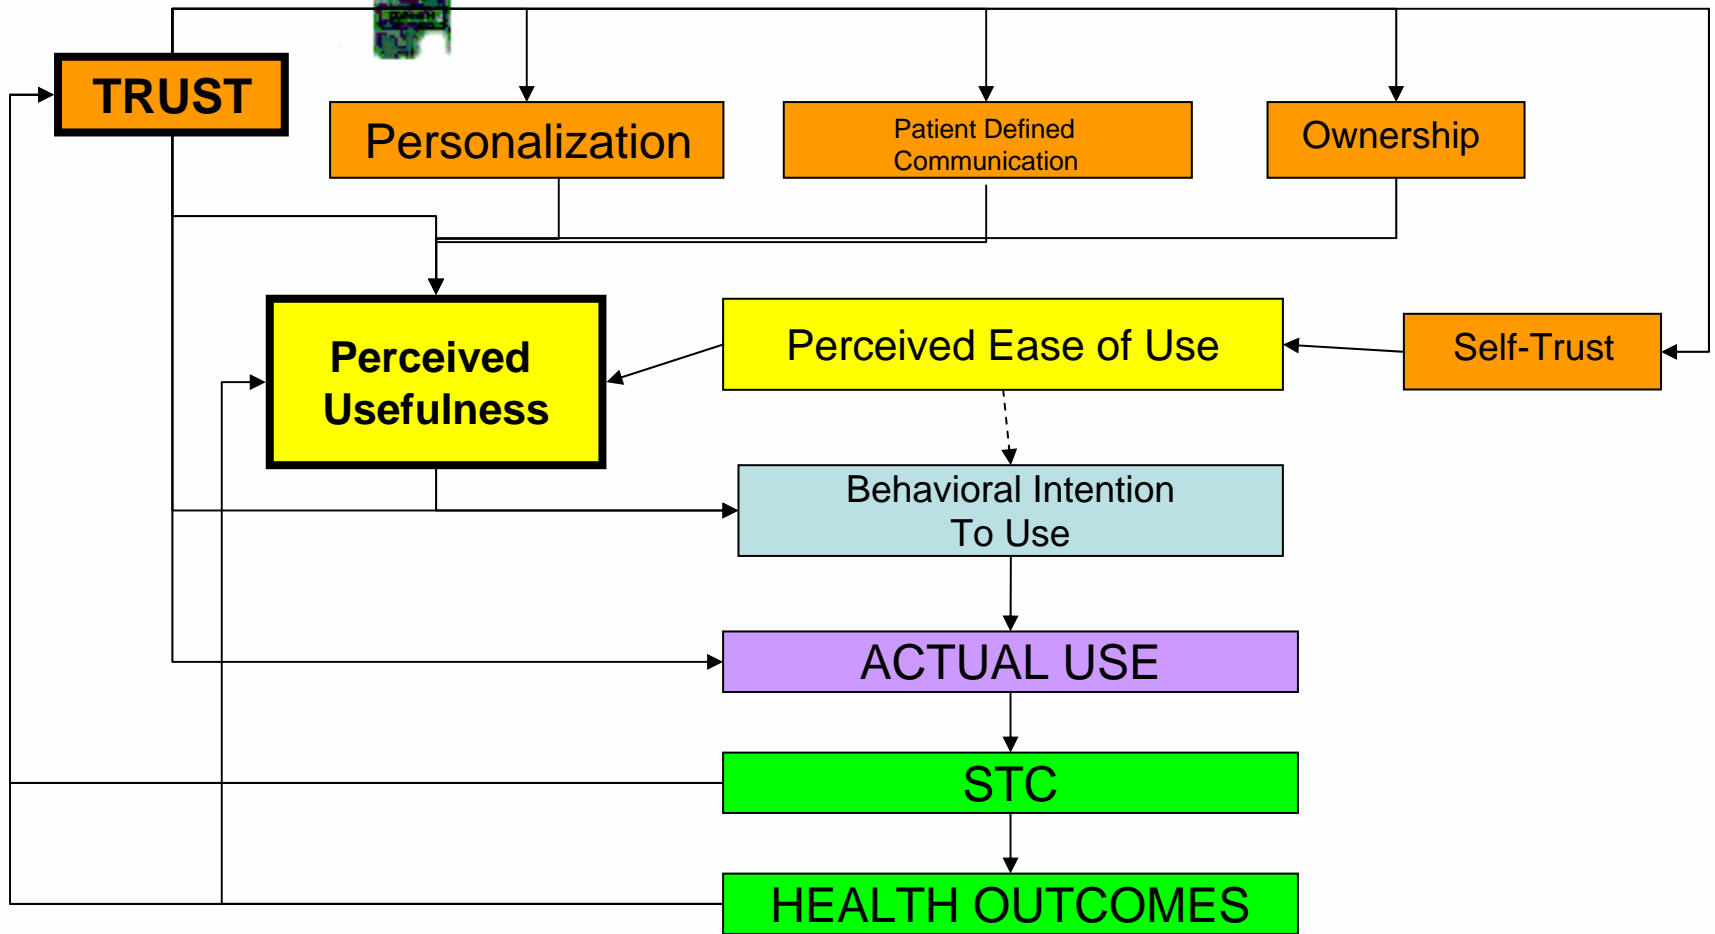 TRUST
Personalization
Patient Defined
Communication
Ownership
Perceived
Usefulness
Perceived Ease of Use
Self-Trust
Behavioral Intention
To Use
ACTUAL USE
STC
HEALTH OUTCOMES